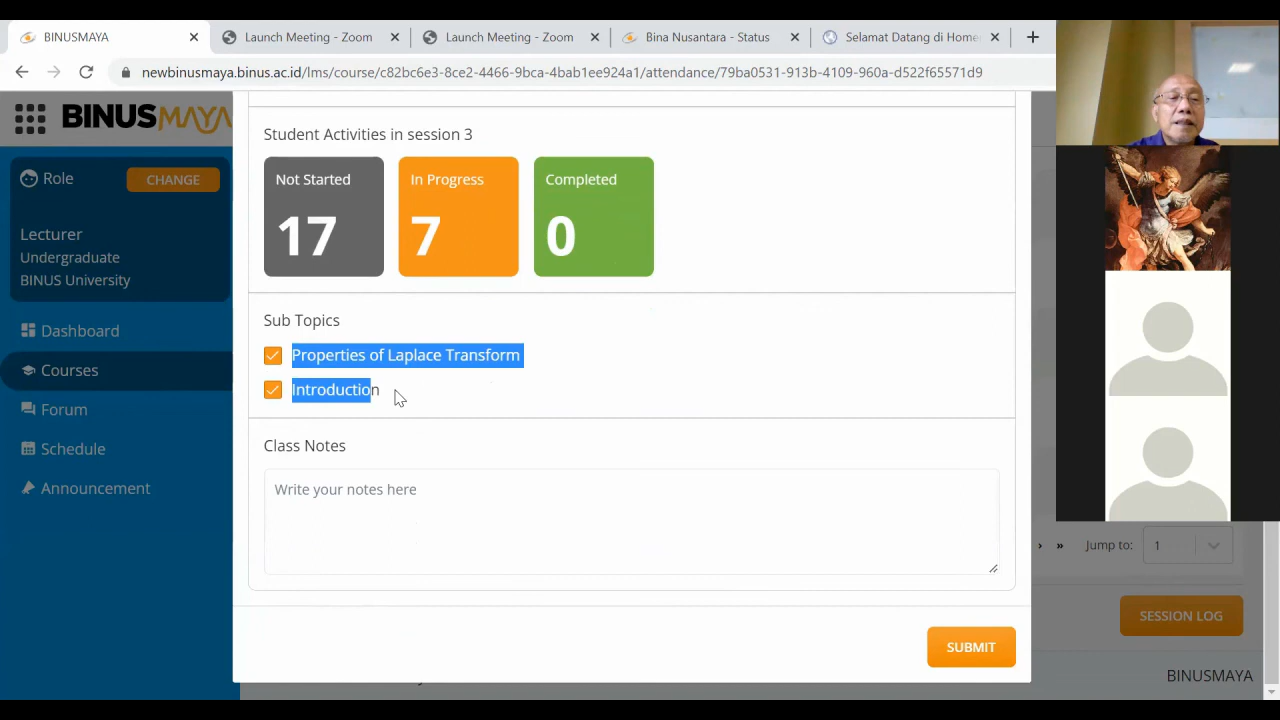 BINUSMAYA
Launch Meeting - Zoom
Launch Meeting - Zoom
Bina Nusantara - Status
Selamat Datang di Home
newbinusmaya.binus.ac.id/lms/course/c82bc6e3-8ce2-4466-9bca-4bab1ee924a1/attendance/79ba0531-913b-4109-960a-d522f65571d9
BINUSMAYA
Role
CHANGE
Lecturer
Undergraduate
BINUS University
Dashboard
Courses
Forum
Schedule
Announcement
Student Activities in session 3
Not Started
17
In Progress
7
Completed
0
Sub Topics
Properties of Laplace Transform
Introduction
Class Notes
Write your notes here
SUBMIT
Jump to:
1
SESSION LOG
BINUSMAYA